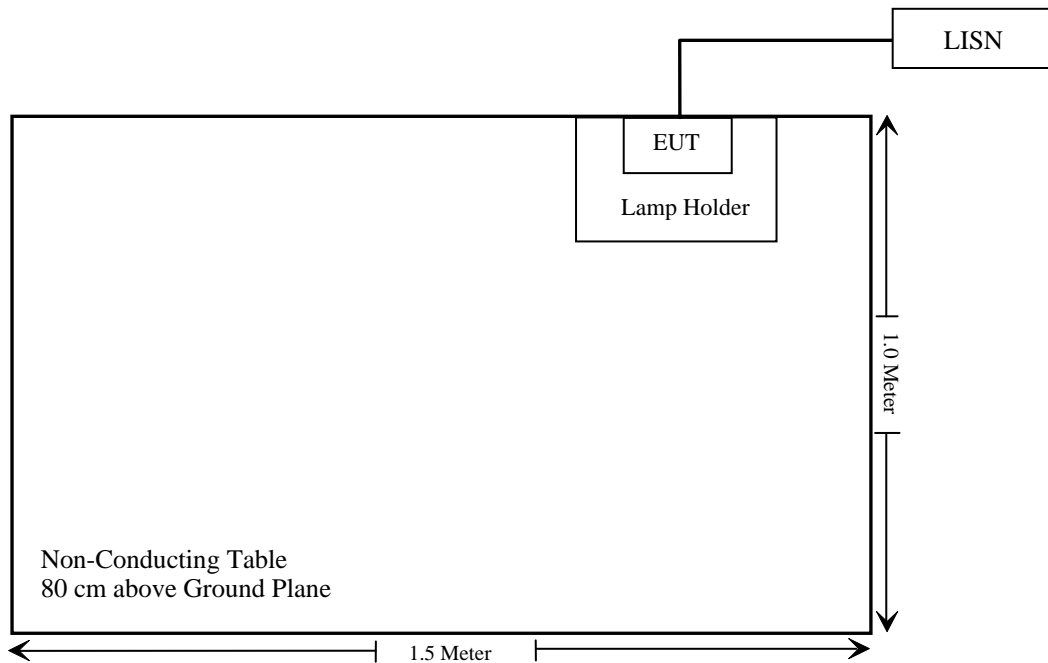 LISN
EUT
Lamp Holder
1.0 Meter
Non-Conducting Table
80 cm above Ground Plane
1.5 Meter